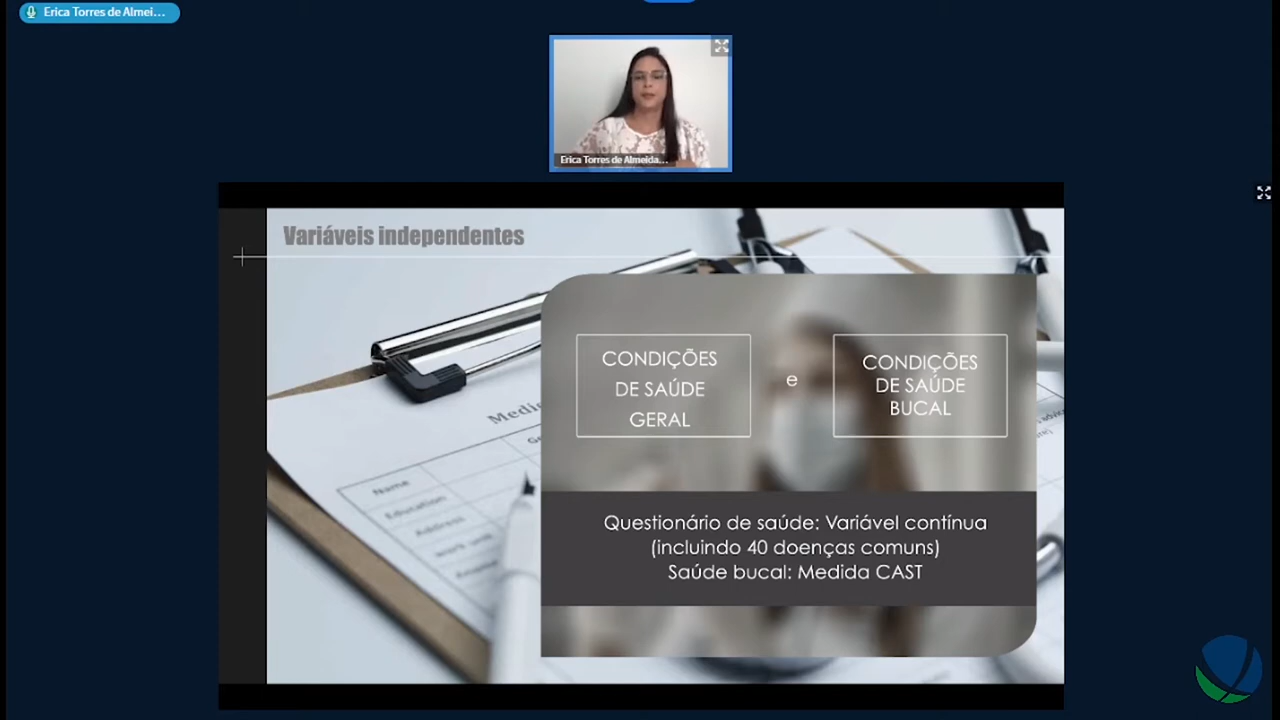 Erica Torres de Almei...
Erica Torres de Almeida...
Variáveis independentes
CONDIÇÕES
DE SAÚDE
GERAL
e
CONDIÇÕES
DE SAÚDE
BUCAL
Questionário de saúde: Variável contínua
(incluindo 40 doenças comuns)
Saúde bucal: Medida CAST
Name
Education
Address